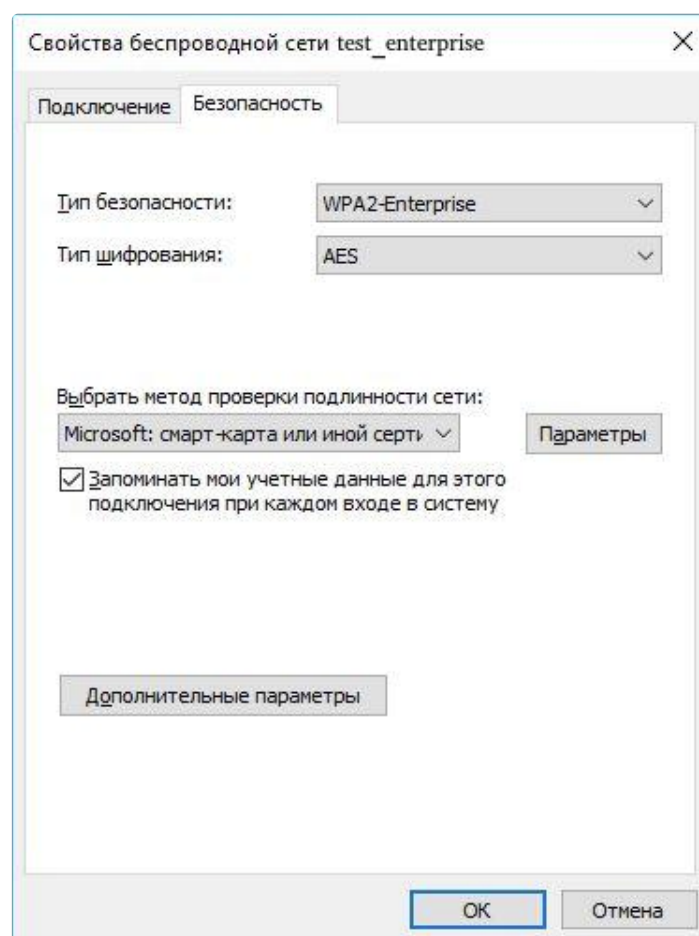 Свойства беспроводной сети test_enterprise
Подключение Безопасность
Тип безопасности: WPA2-Enterprise
Тип шифрования: AES
Выбрать метод проверки подлинности сети:
Microsoft: смарт-карта или иной серти Параметры
Запоминать мои учетные данные для этого
подключения при каждом входе в систему
Дополнительные параметры
ОК Отмена